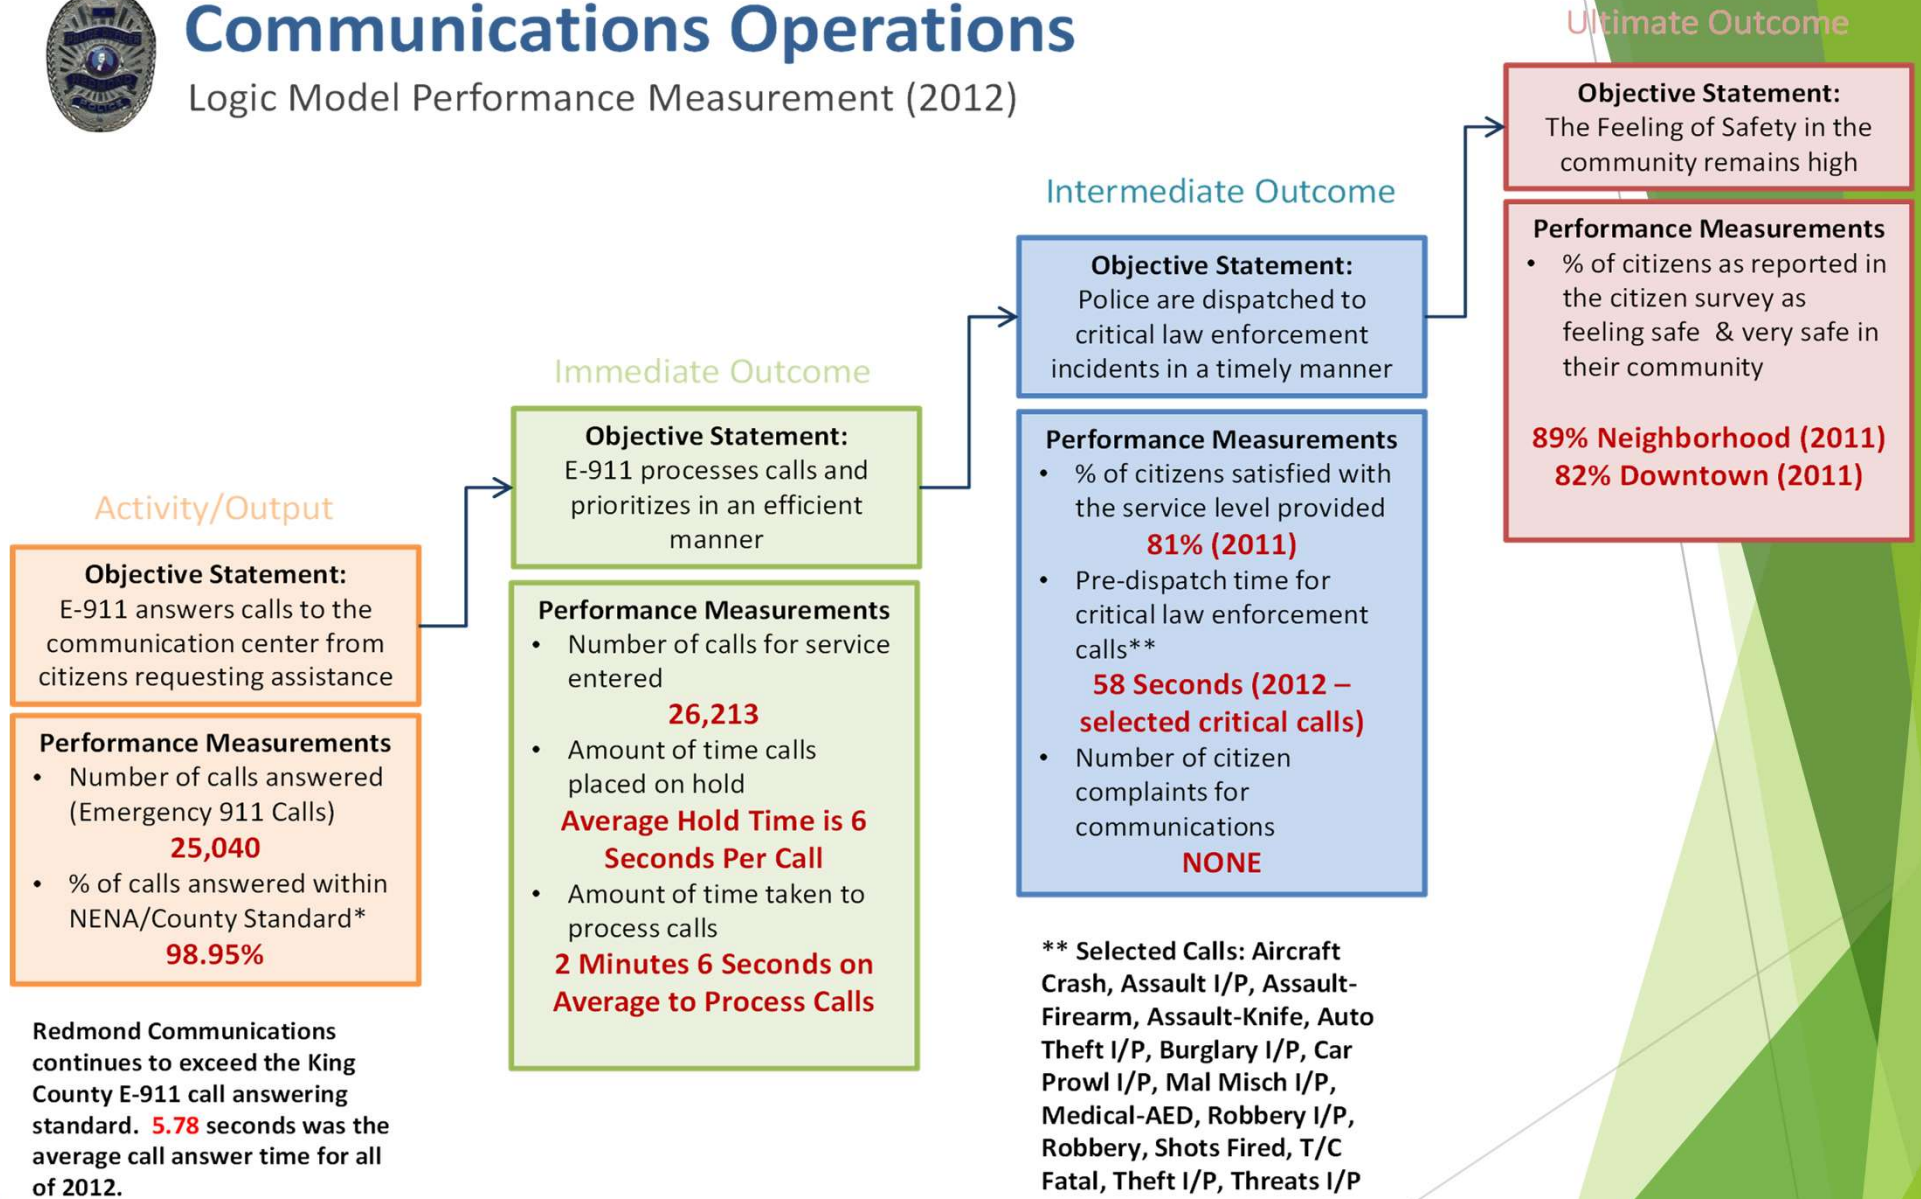 Communications Operations
Logic Model Performance Measurement (2012)
Activity/Output
Objective Statement:
E-911 answers calls to the
communication center from
citizens requesting assistance
Performance Measurements
• Number of calls answered
(Emergency 911 Calls)
25,040
• % of calls answered within
NENA/County Standard*
98.95%
Redmond Communications
continues to exceed the King
County E-911 call answering
standard. 5.78 seconds was the
average call answer time for all
of 2012.
Immediate Outcome
Objective Statement:
E-911 processes calls and
prioritizes in an efficient
manner
Performance Measurements
• Number of calls for service
entered
26,213
• Amount of time calls
placed on hold
Average Hold Time is 6
Seconds Per Call
• Amount of time taken to
process calls
2 Minutes 6 Seconds on
Average to Process Calls
Intermediate Outcome
Objective Statement:
Police are dispatched to
critical law enforcement
incidents in a timely manner
Performance Measurements
• % of citizens satisfied with
the service level provided
81% (2011)
• Pre-dispatch time for
critical law enforcement
calls**
58 Seconds (2012 –
selected critical calls)
• Number of citizen
complaints for
communications
NONE
** Selected Calls: Aircraft
Crash, Assault I/P, Assault-
Firearm, Assault-Knife, Auto
Theft I/P, Burglary I/P, Car
Prowl I/P, Mal Misch I/P,
Medical-AED, Robbery I/P,
Robbery, Shots Fired, T/C
Fatal, Theft I/P, Threats I/P
Ultimate Outcome
Objective Statement:
The Feeling of Safety in the
community remains high
Performance Measurements
• % of citizens as reported in
the citizen survey as
feeling safe & very safe in
their community
89% Neighborhood (2011)
82% Downtown (2011)